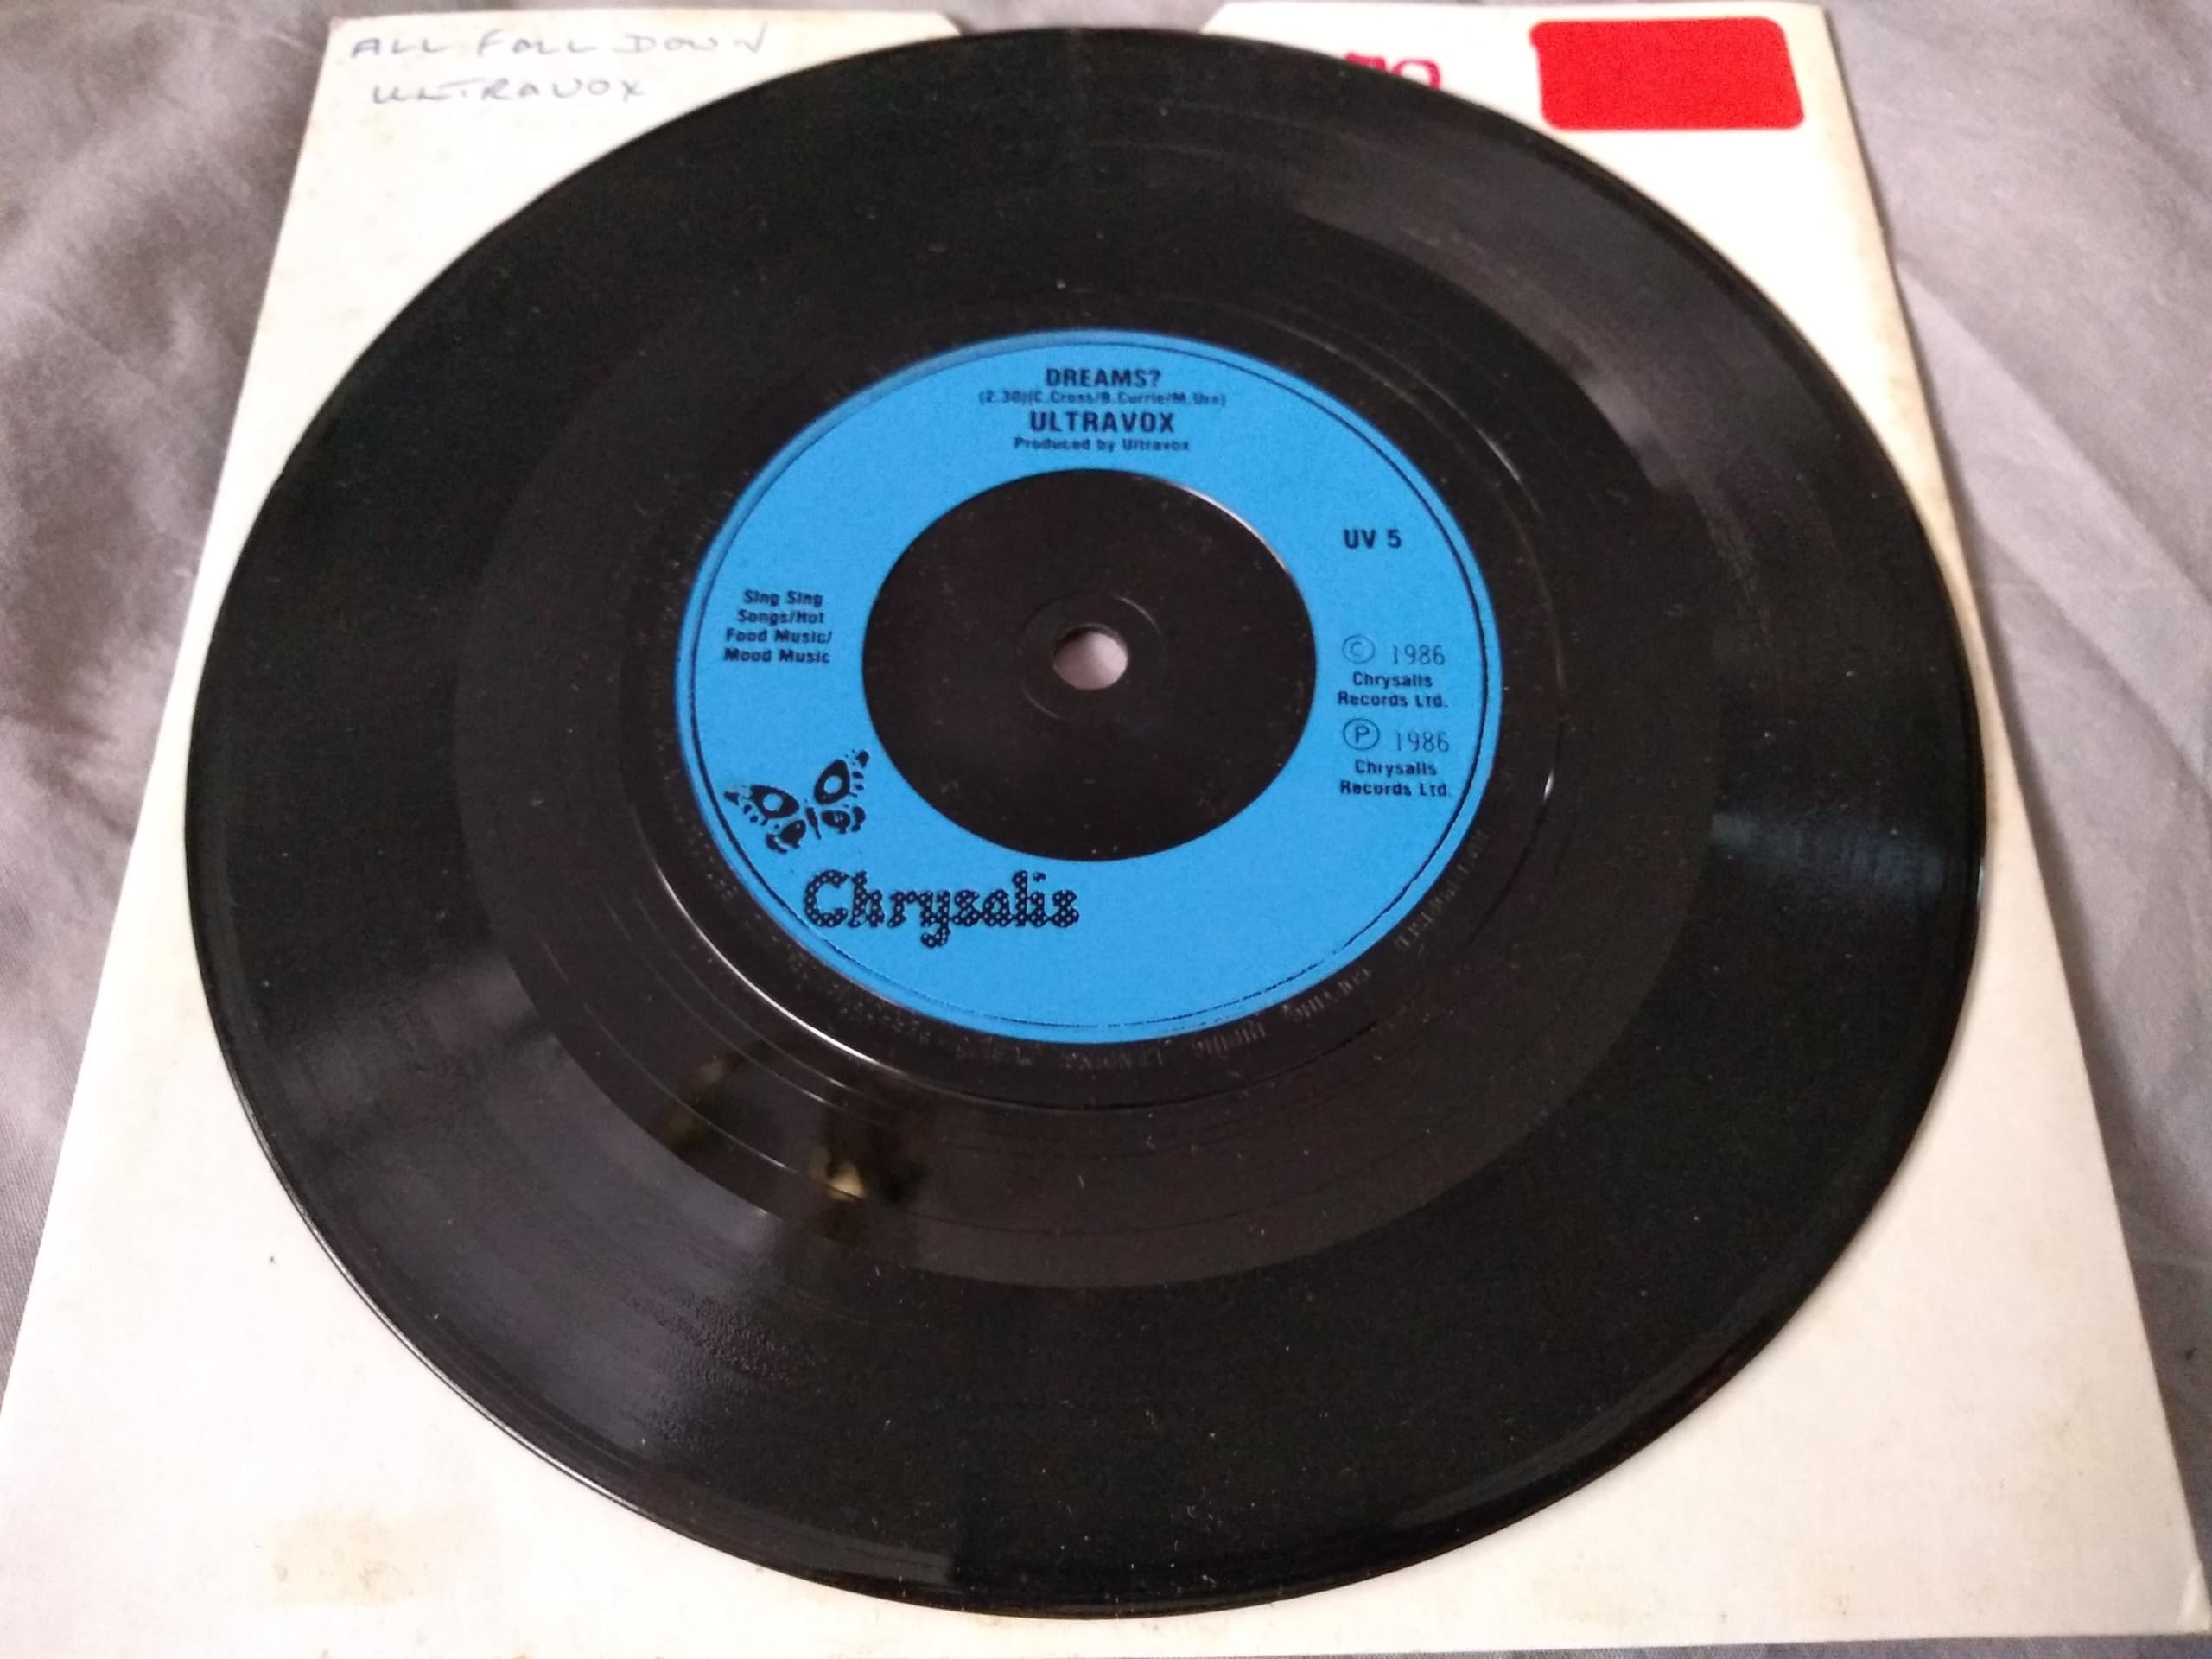 ALL FALL DOWN
ULTRAVOX
DREAMS?
(2.30)(C.Cross/B.Currie/M.Ure)
ULTRAVOX
Produced by Ultravox
UV 5
Sing Sing
Songs/Hot
Food Music/
Mood Music
© 1986
Chrysalis
Records Ltd.
Ⓟ 1986
Chrysalis
Records Ltd.
Chrysalis